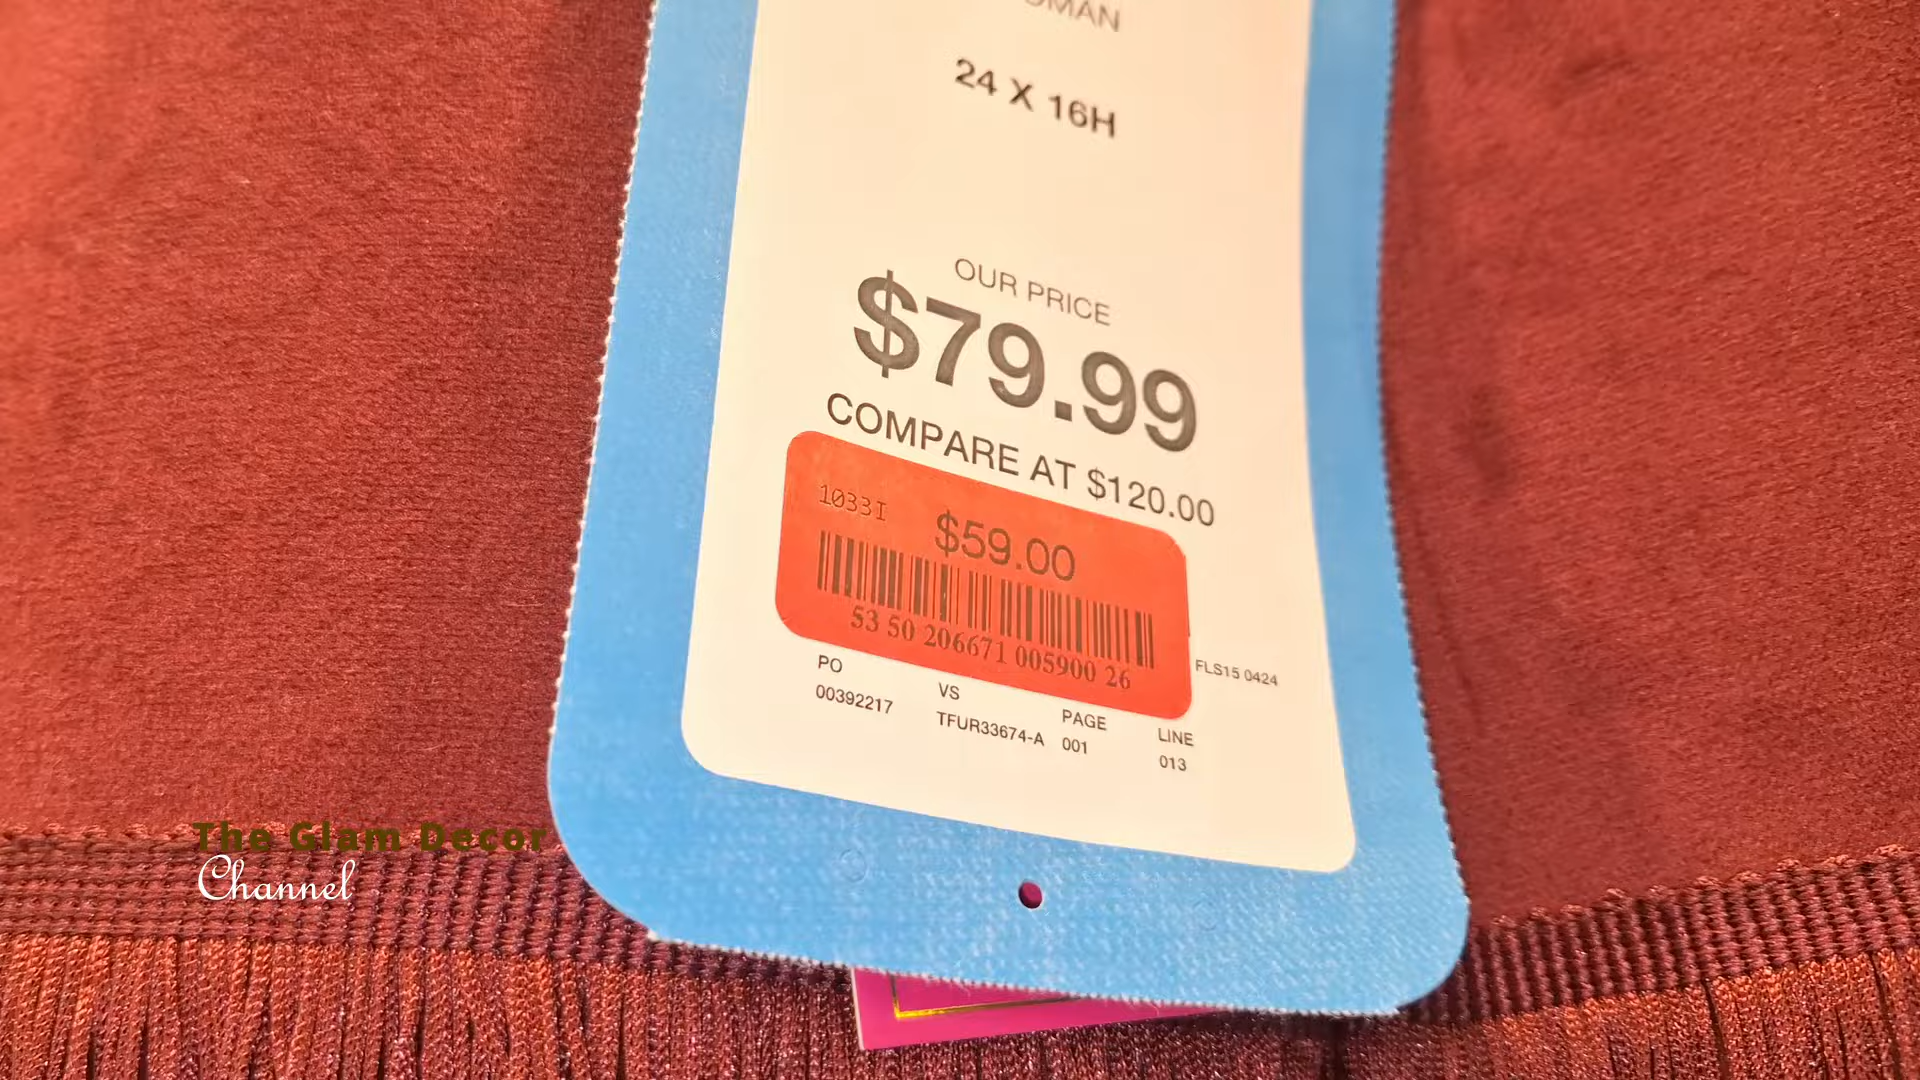 24 X 16H
OUR PRICE
$79.99
COMPARE AT $120.00
1033I $59.00
53 50 206671 005900 26
FLS15 0424
PO VS PAGE LINE
00392217 TFUR33674-A 001 013
The Glam Decor
Channel